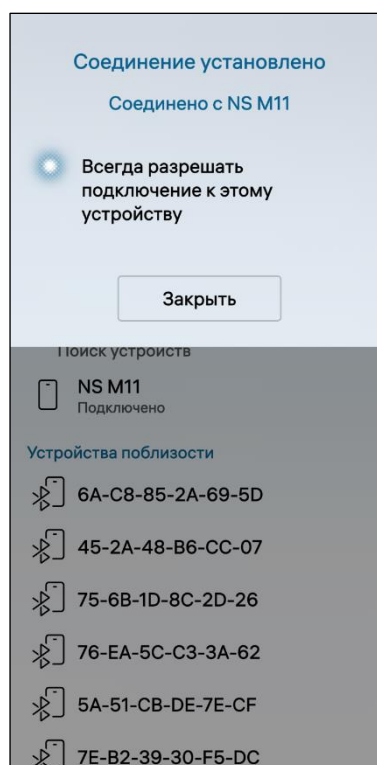 Соединение установлено
Соединено с NS M11
Всегда разрешать
подключение к этому
устройству
Закрыть
Поиск устройств
NS M11
Подключено
Устройства поблизости
6A-C8-85-2A-69-5D
45-2A-48-B6-CC-07
75-6B-1D-8C-2D-26
76-EA-5C-C3-3A-62
5A-51-CB-DE-7E-CF
7E-B2-39-30-F5-DC